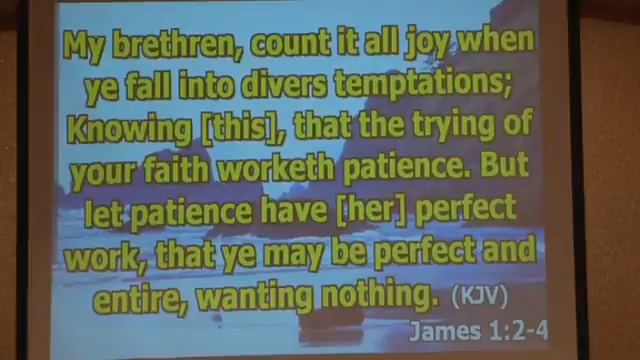 My brethren, count it all joy when
ye fall into divers temptations;
Knowing [this], that the trying of
your faith worketh patience. But
let patience have [her] perfect
work, that ye may be perfect and
entire, wanting nothing. (KJV)
James 1:2-4